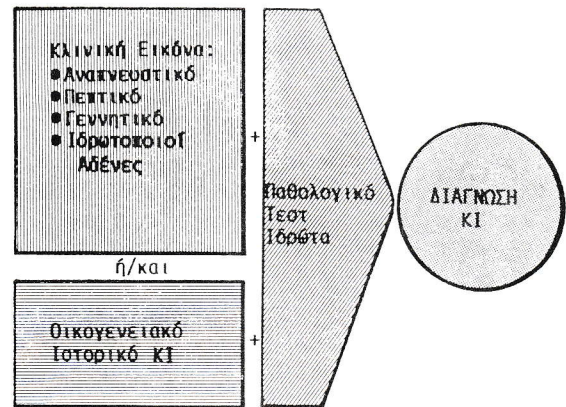 Κλινική Εικόνα:
●Αναπνευστικό
●Πεπτικό
●Γεννητικό
●Ιδρωτοποιοί
Αδένες
+
ή/και
Οικογενειακό
Ιστορικό ΚΙ
+
Παθολογικό
Τεστ
Ιδρώτα
ΔΙΑΓΝΩΣΗ
ΚΙ